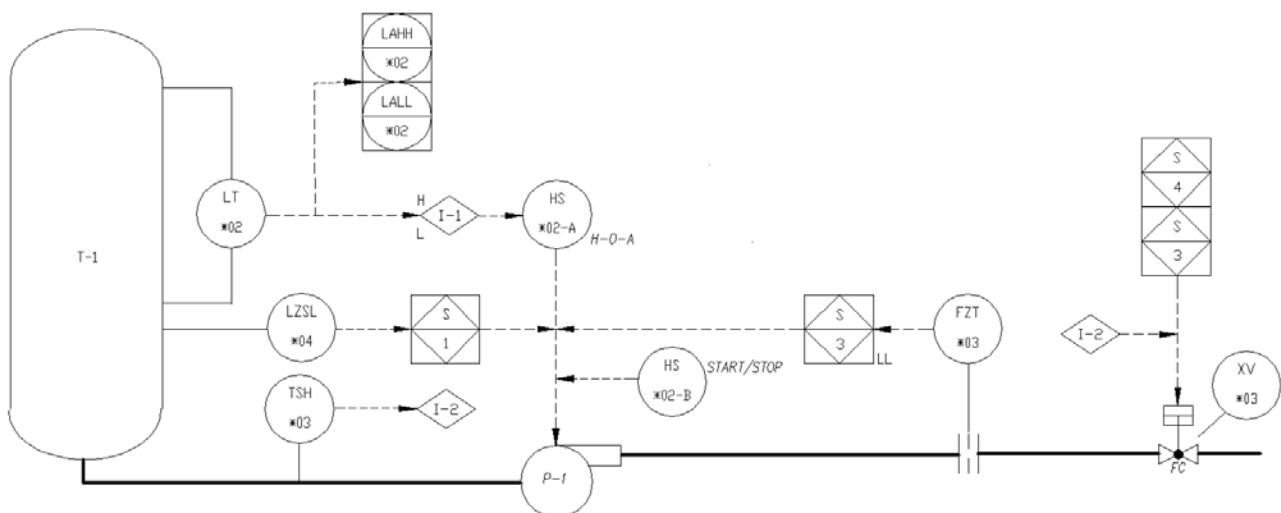 LAHH
*02
LALL
*02
S
4
S
3
LT
*02
H
I-1
L
HS
*02-A
H-O-A
T-1
LZSL
*04
S
1
S
3
LL
FZT
*03
I-2
XV
*03
HS
*02-B
START/STOP
TSH
*03
I-2
P-1
FC